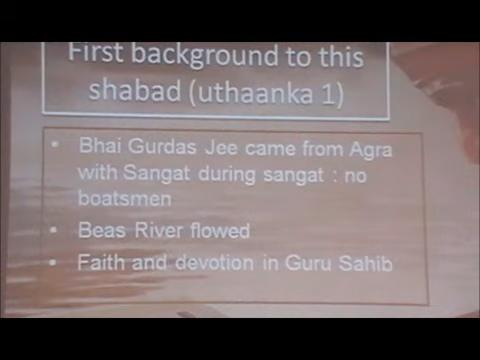 First background to this
shabad (uthaanka 1)
• Bhai Gurdas Jee came from Agra
with Sangat during sangat : no
boatsmen
• Beas River flowed
• Faith and devotion in Guru Sahib